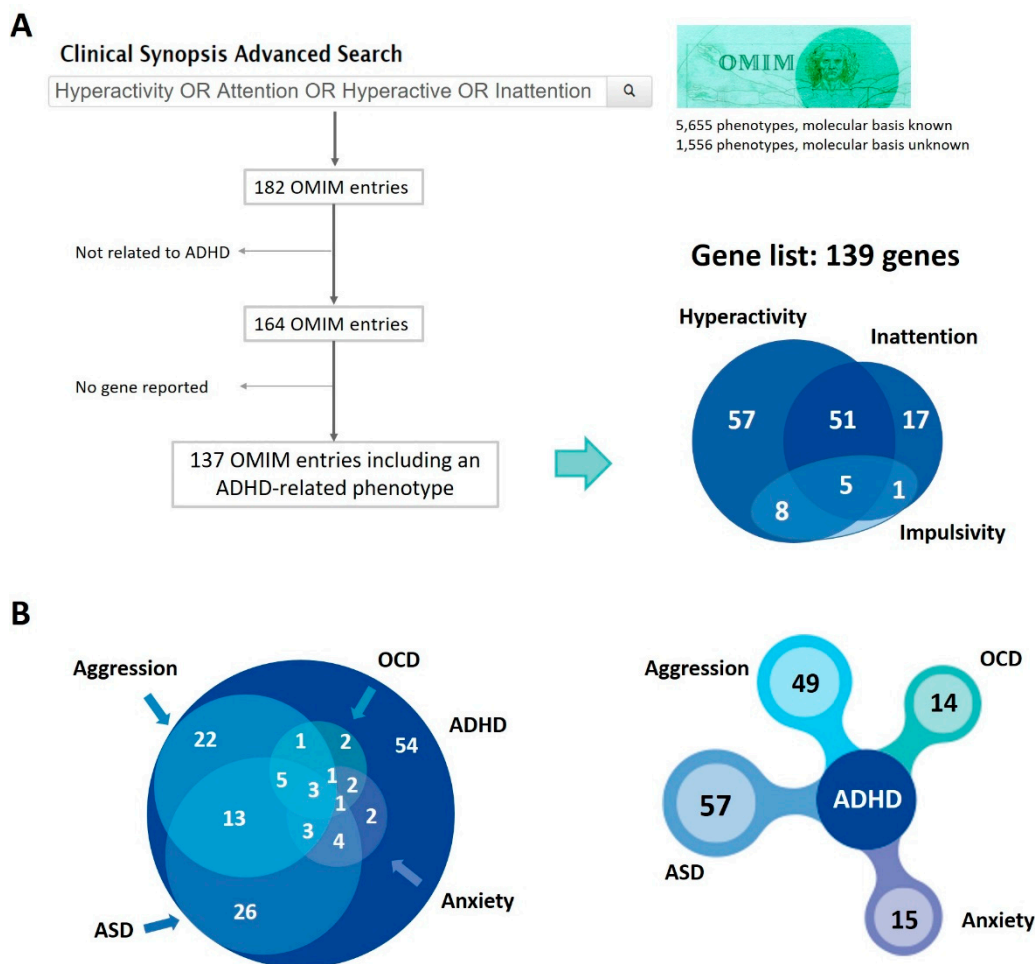 A
Clinical Synopsis Advanced Search
Hyperactivity OR Attention OR Hyperactive OR Inattention
OMIM
5,655 phenotypes, molecular basis known
1,556 phenotypes, molecular basis unknown
182 OMIM entries
Not related to ADHD
164 OMIM entries
No gene reported
137 OMIM entries including an
ADHD-related phenotype
Gene list: 139 genes
Hyperactivity
Inattention
57
51
17
5
1
8
Impulsivity
B
Aggression
OCD
ADHD
22
1
2
54
5
1
2
3
1
2
13
3
4
26
ASD
Anxiety
Aggression
OCD
49
14
57
ADHD
ASD
15
Anxiety